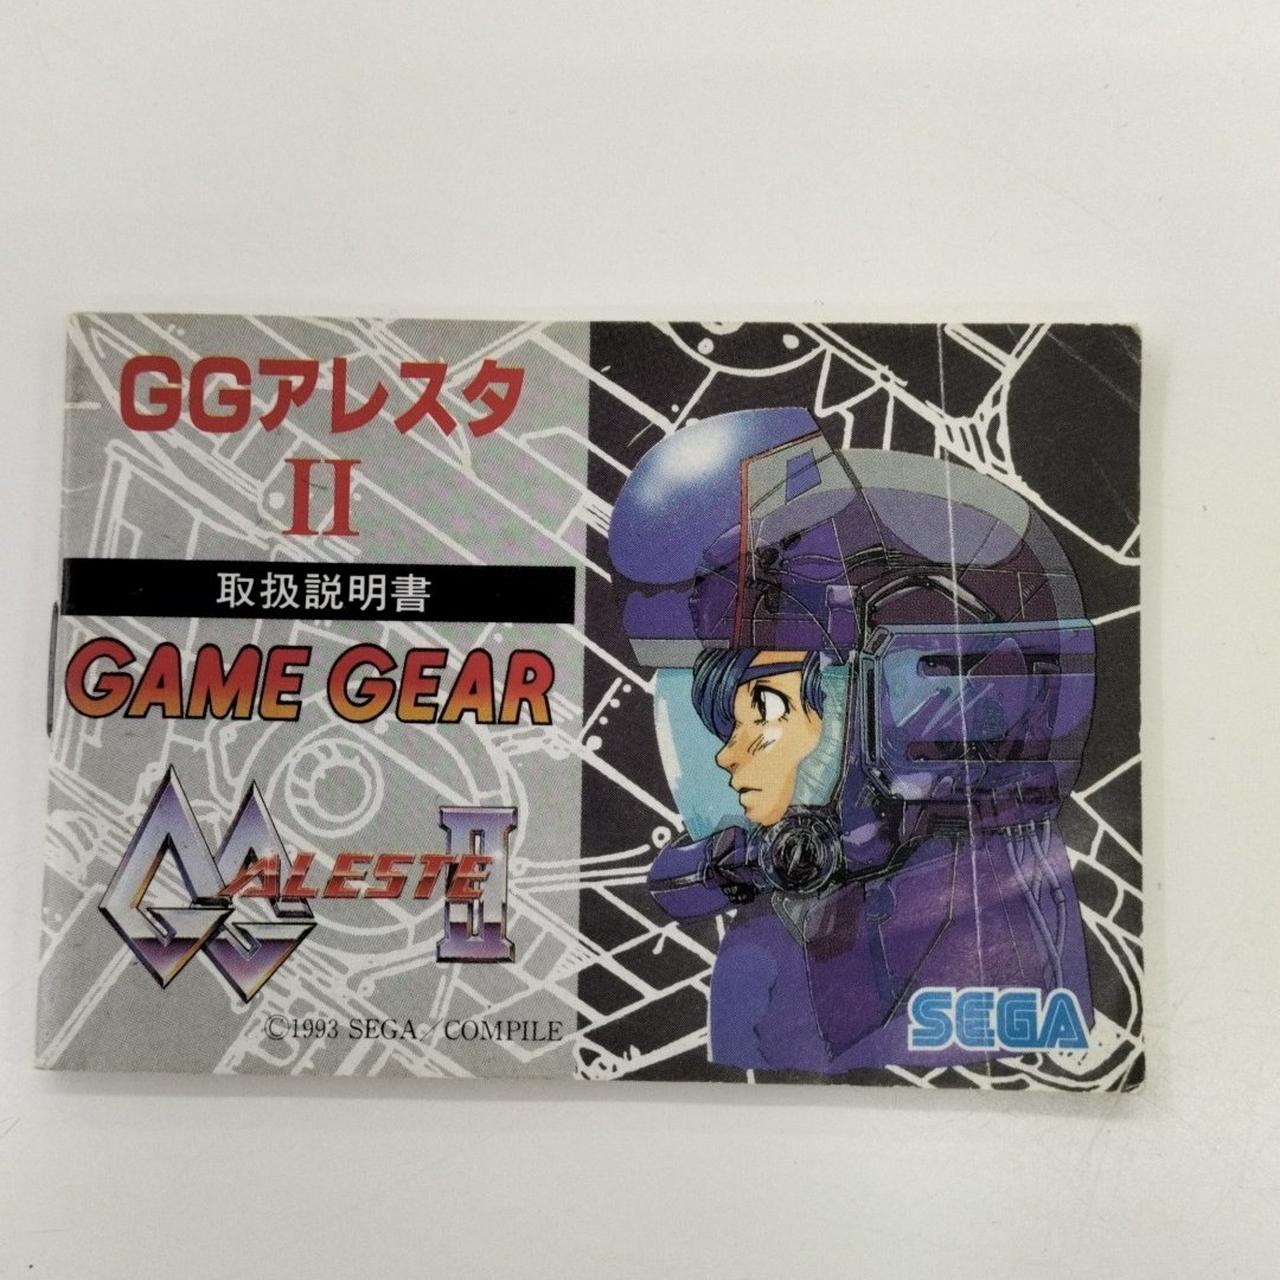 GGアレスタ
II
取扱説明書
GAME GEAR
GG ALESTE II
©1993 SEGA/COMPILE
SEGA